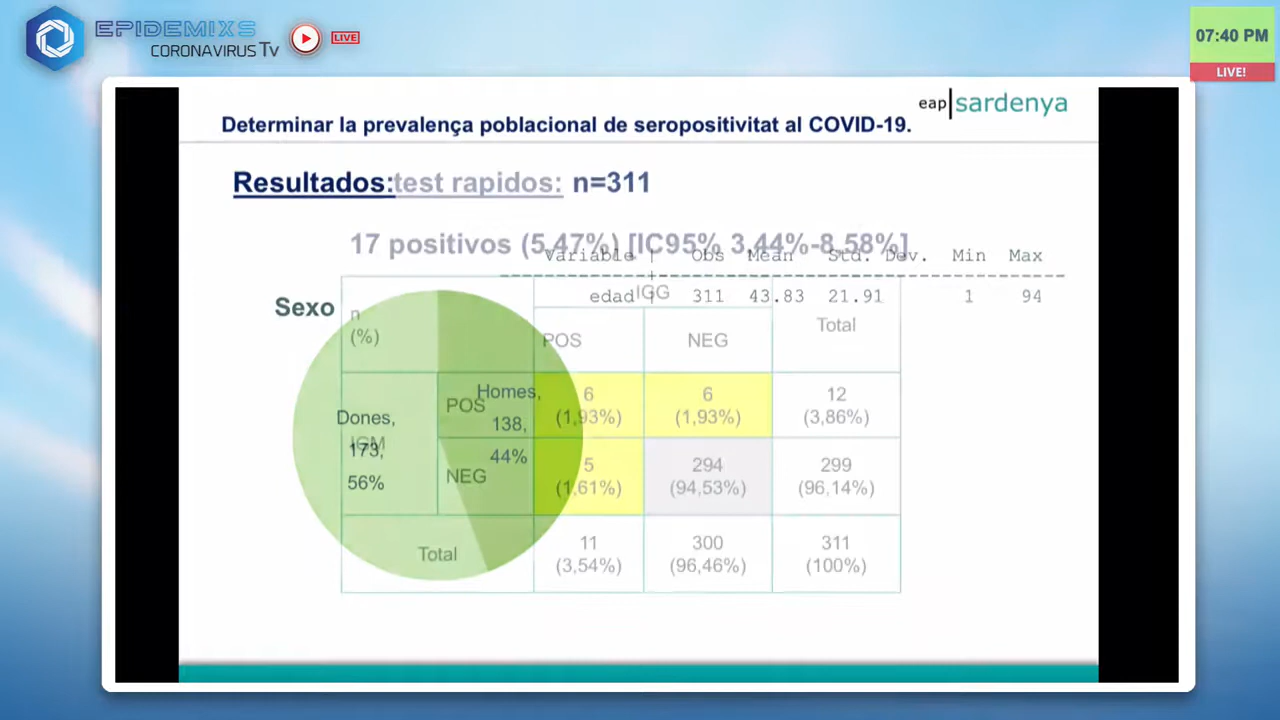 EPIDEMIXS
CORONAVIRUS Tv
LIVE
07:40 PM
LIVE!
eap|sardenya
Determinar la prevalença poblacional de seropositivitat al COVID-19.
Resultados:test rapidos: n=311
17 positivos (5,47%) [IC95% 3,44%-8,58%]
Variable | Obs Mean Std. Dev. Min Max
edad | 311 43.83 21.91 1 94
Sexo
n
(%)
IGG
Total
POS NEG
Homes,
138,
44%
Dones,
173,
56%
IGM
POS
6
(1,93%)
6
(1,93%)
12
(3,86%)
NEG
5
(1,61%)
294
(94,53%)
299
(96,14%)
Total
11
(3,54%)
300
(96,46%)
311
(100%)